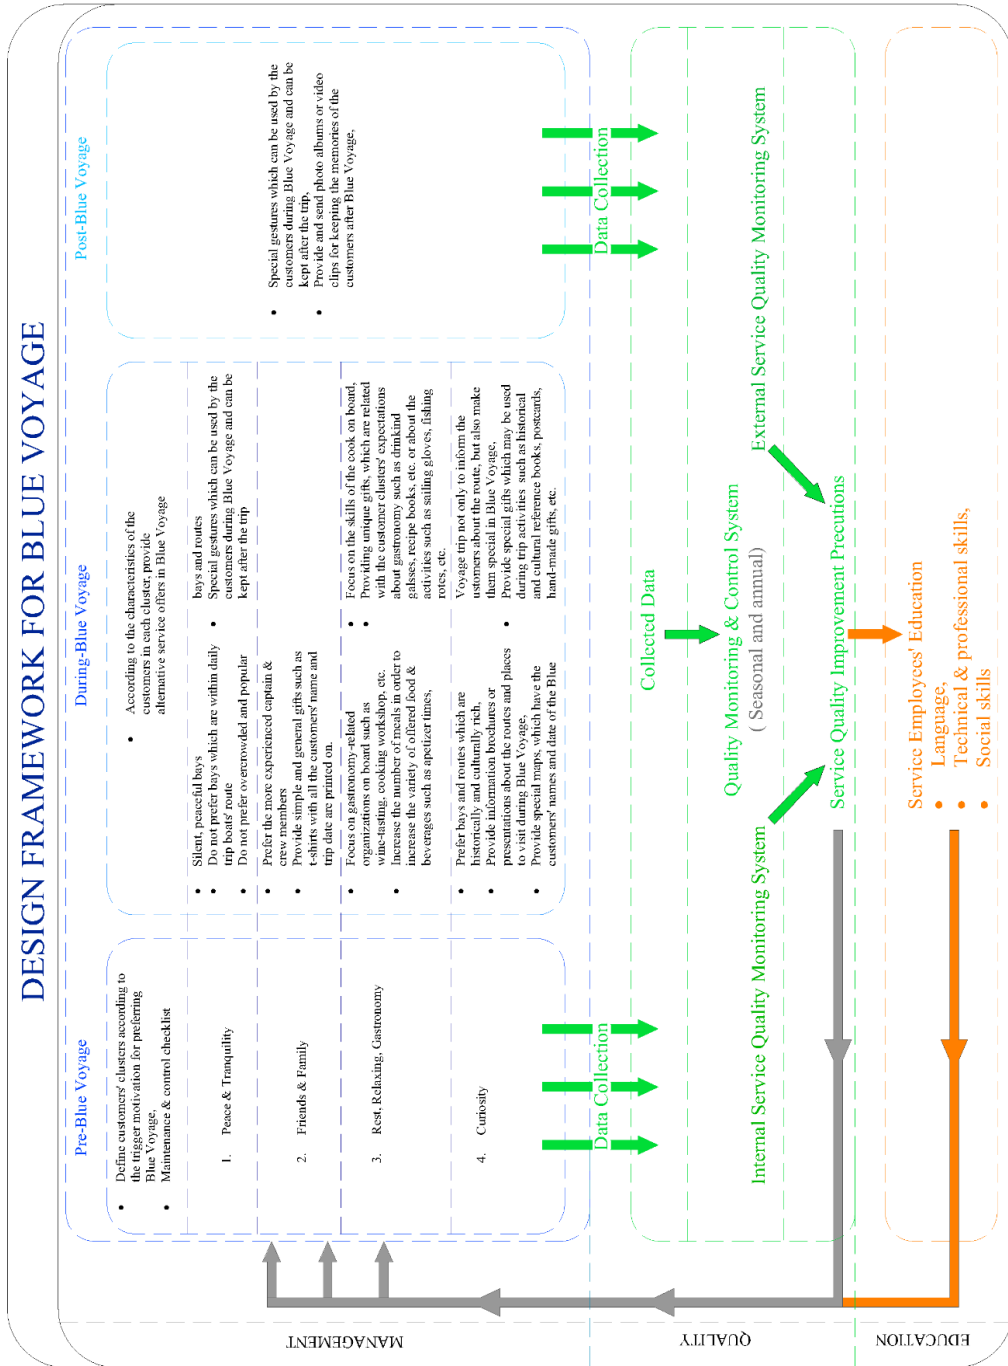 DESIGN FRAMEWORK FOR BLUE VOYAGE
MANAGEMENT
Pre-Blue Voyage
• Define customers' clusters according to
the trigger motivation for preferring
Blue Voyage,
• Maintenance & control checklist
1. Peace & Tranquility
2. Friends & Family
3. Rest, Relaxing, Gastronomy
4. Curiosity
During-Blue Voyage
• According to the characteristics of the
customers in each cluster, provide
alternative service offers in Blue Voyage
• Silent, peaceful bays
• Do not prefer bays which are within daily
trip boats' route
• Do not prefer overcrowded and popular
bays and routes
• Special gestures which can be used by the
customers during Blue Voyage and can be
kept after the trip
• Prefer the more experienced captain &
crew members
• Provide simple and general gifts such as
t-shirts with all the customers' name and
trip date are printed on.
• Focus on gastronomy-related
organizations on board such as
wine-tasting, cooking workshop, etc.
• Increase the number of meals in order to
increase the variety of offered food &
beverages such as apetizer times,
• Focus on the skills of the cook on board,
• Providing unique gifts, which are related
with the customer clusters' expectations
about gastronomy such as drinkind
galsses, recipe books, etc. or about the
activities such as sailing gloves, fishing
rotes, etc.
• Prefer bays and routes which are
historically and culturally rich,
• Provide information brochures or
presentations about the routes and places
to visit during Blue Voyage,
• Provide special maps, which have the
customers' names and date of the Blue
Voyage trip not only to inform the
ustomers about the route, but also make
them special in Blue Voyage,
• Provide special gifts which may be used
during trip activities such as historical
and cultural reference books, postcards,
hand-made gifts, etc.
Post-Blue Voyage
• Special gestures which can be used by the
customers during Blue Voyage and can be
kept after the trip,
• Provide and send photo albums or video
clips for keeping the memories of the
customers after Blue Voyage,
Data Collection
Data Collection
QUALITY
Collected Data
Quality Monitoring & Control System
( Seasonal and annual)
Internal Service Quality Monitoring System
External Service Quality Monitoring System
Service Quality Improvement Precutions
EDUCATION
Service Employees' Education
• Language,
• Technical & professional skills,
• Social skills